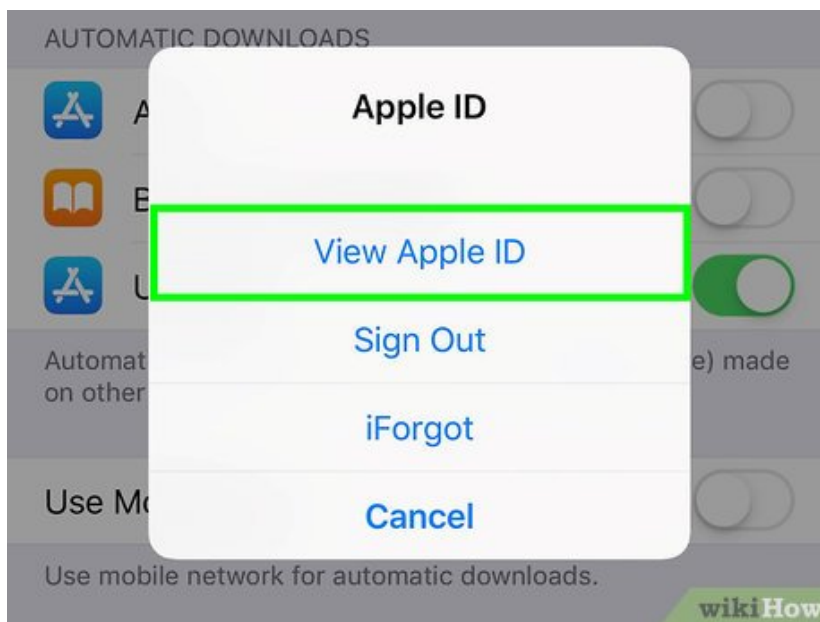 AUTOMATIC DOWNLOADS
Apple ID
View Apple ID
Sign Out
iForgot
Cancel
Automat
e) made
on other
Use Mo
Use mobile network for automatic downloads.
wikiHow